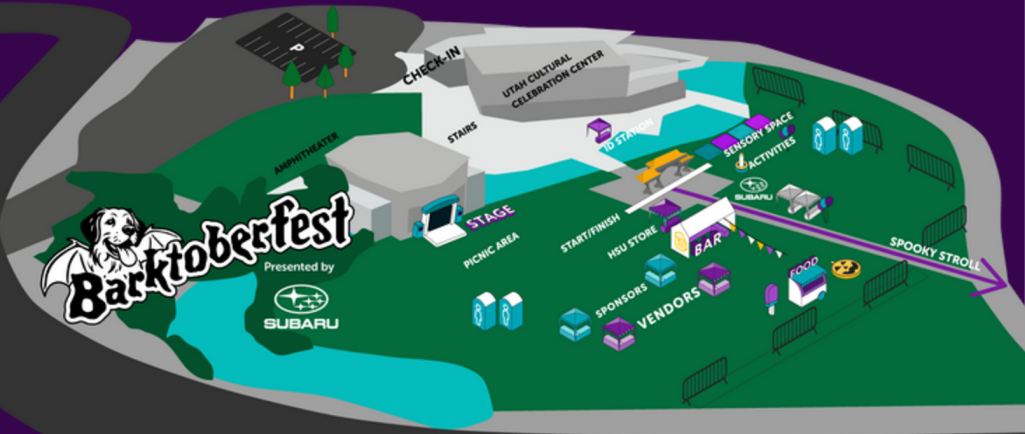 P
CHECK-IN
UTAH CULTURAL
CELEBRATION CENTER
AMPHITHEATER
STAIRS
ID STATION
SENSORY SPACE
ACTIVITIES
SUBARU
Barktoberfest
Presented by
SUBARU
STAGE
PICNIC AREA
START/FINISH
HSU STORE
BAR
SPOOKY STROLL
FOOD
SPONSORS
VENDORS